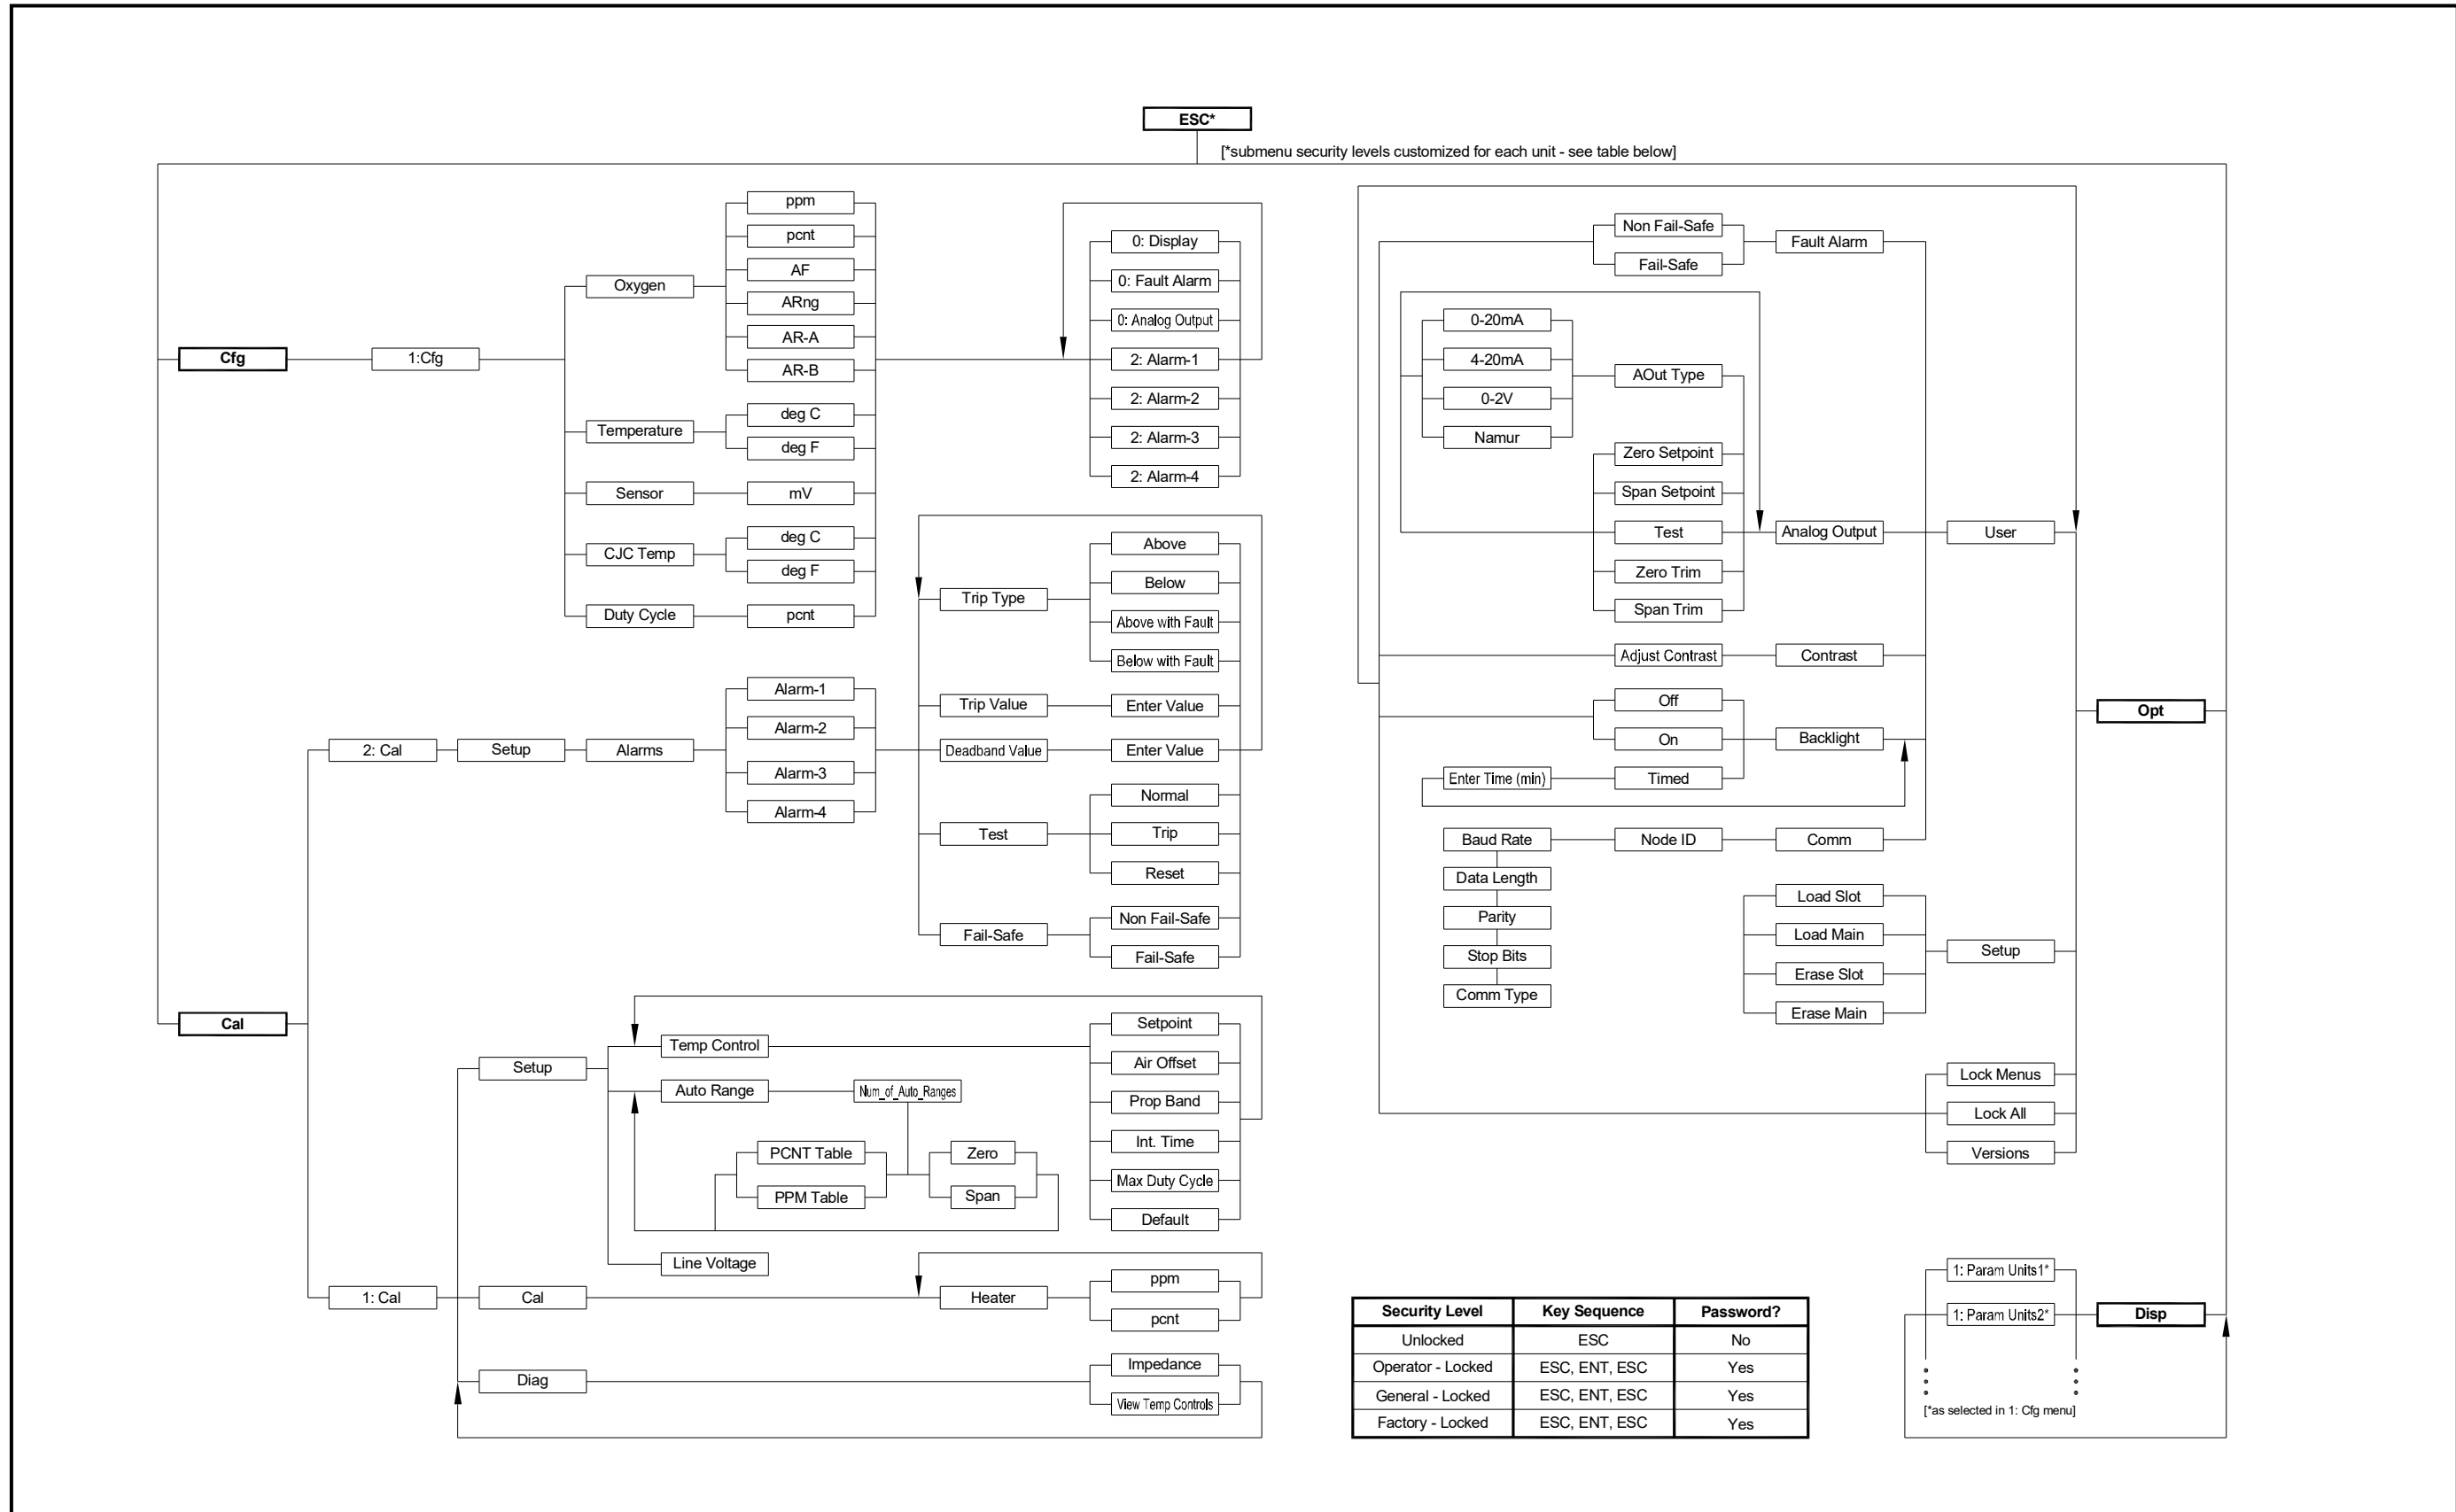 ESC*
[*submenu security levels customized for each unit - see table below]
Cfg
1:Cfg
Oxygen
ppm
pcnt
AF
ARng
AR-A
AR-B
Temperature
deg C
deg F
Sensor
mV
CJC Temp
deg C
deg F
Duty Cycle
pcnt
0: Display
0: Fault Alarm
0: Analog Output
2: Alarm-1
2: Alarm-2
2: Alarm-3
2: Alarm-4
Cal
2: Cal
Setup
Alarms
Alarm-1
Alarm-2
Alarm-3
Alarm-4
Trip Type
Above
Below
Above with Fault
Below with Fault
Trip Value
Enter Value
Deadband Value
Enter Value
Test
Normal
Trip
Reset
Fail-Safe
Non Fail-Safe
Fail-Safe
1: Cal
Setup
Temp Control
Setpoint
Air Offset
Prop Band
Int. Time
Max Duty Cycle
Default
Auto Range
Num_of_Auto_Ranges
PCNT Table
PPM Table
Zero
Span
Line Voltage
Cal
Heater
ppm
pcnt
Diag
Impedance
View Temp Controls
Non Fail-Safe
Fail-Safe
Fault Alarm
0-20mA
4-20mA
0-2V
Namur
AOut Type
Zero Setpoint
Span Setpoint
Test
Zero Trim
Span Trim
Analog Output
User
Adjust Contrast
Contrast
Off
On
Enter Time (min)
Timed
Backlight
Opt
Baud Rate
Node ID
Comm
Data Length
Parity
Stop Bits
Comm Type
Load Slot
Load Main
Erase Slot
Erase Main
Setup
Lock Menus
Lock All
Versions
1: Param Units1*
1: Param Units2*
Disp
[*as selected in 1: Cfg menu]
Security Level Key Sequence Password?
Unlocked ESC No
Operator - Locked ESC, ENT, ESC Yes
General - Locked ESC, ENT, ESC Yes
Factory - Locked ESC, ENT, ESC Yes